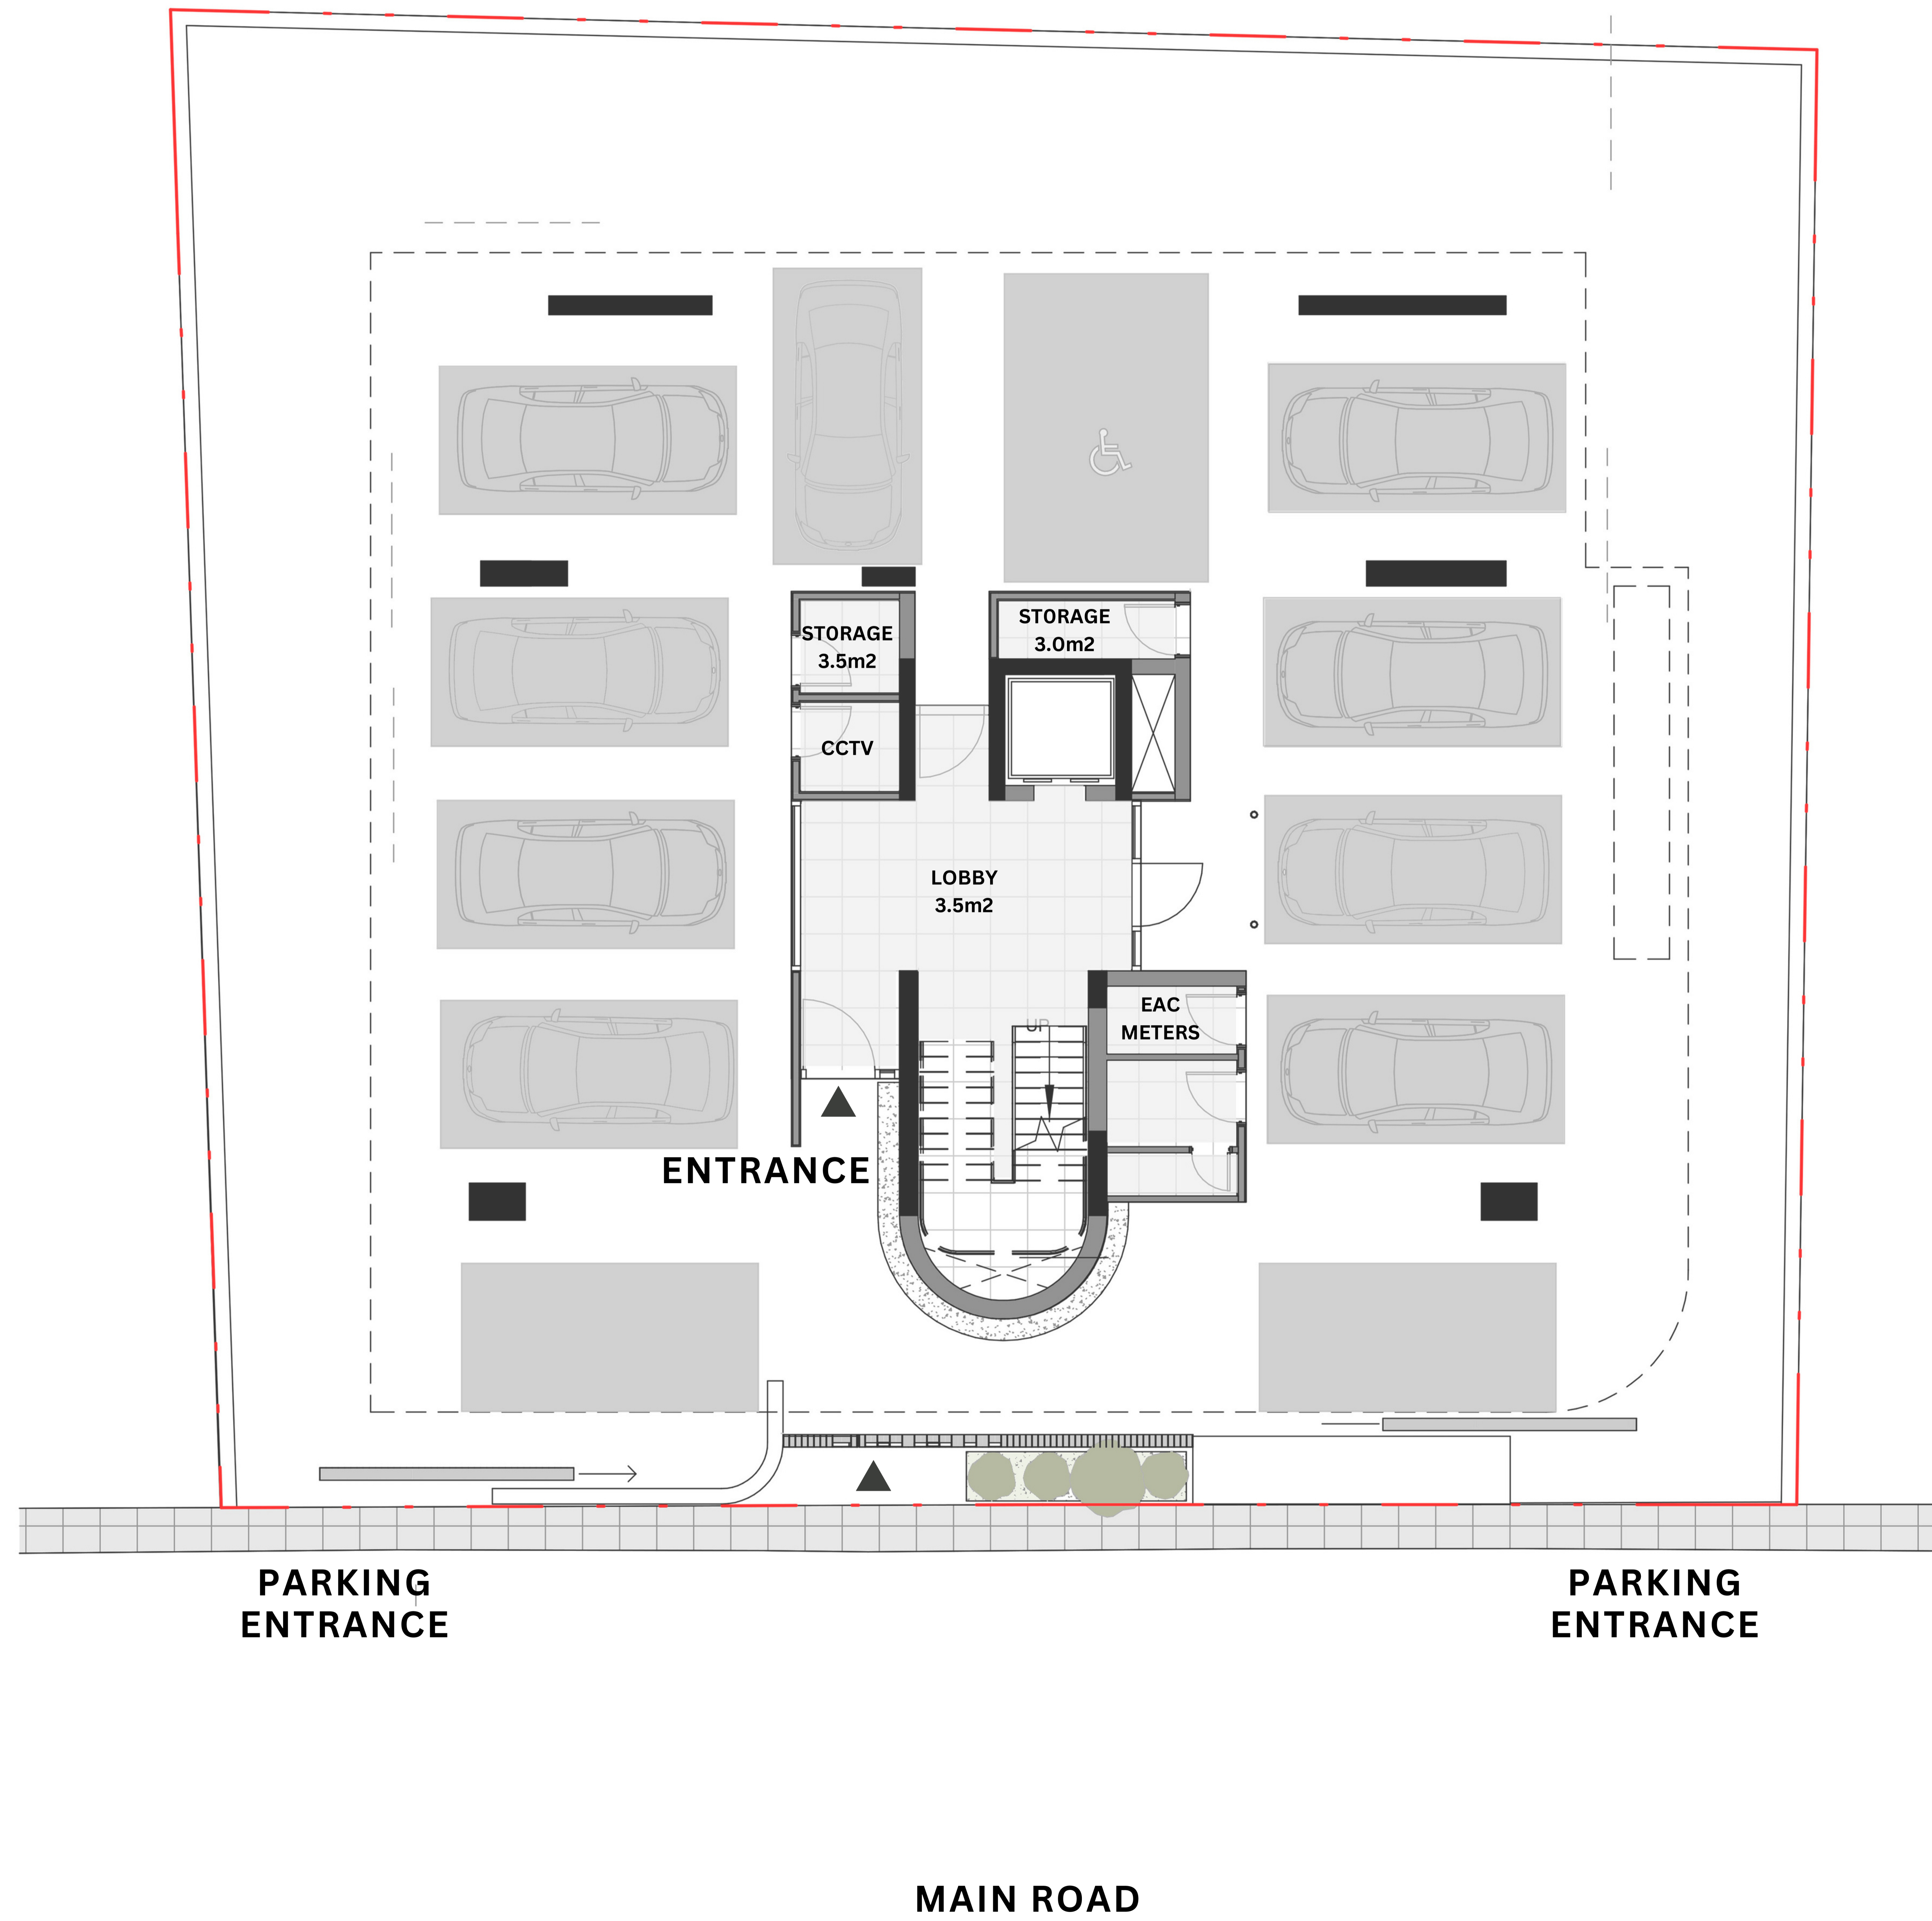 STORAGE
3.5m2
STORAGE
3.0m2
CCTV
LOBBY
3.5m2
EAC
METERS
UP
ENTRANCE
PARKING
ENTRANCE
PARKING
ENTRANCE
MAIN ROAD